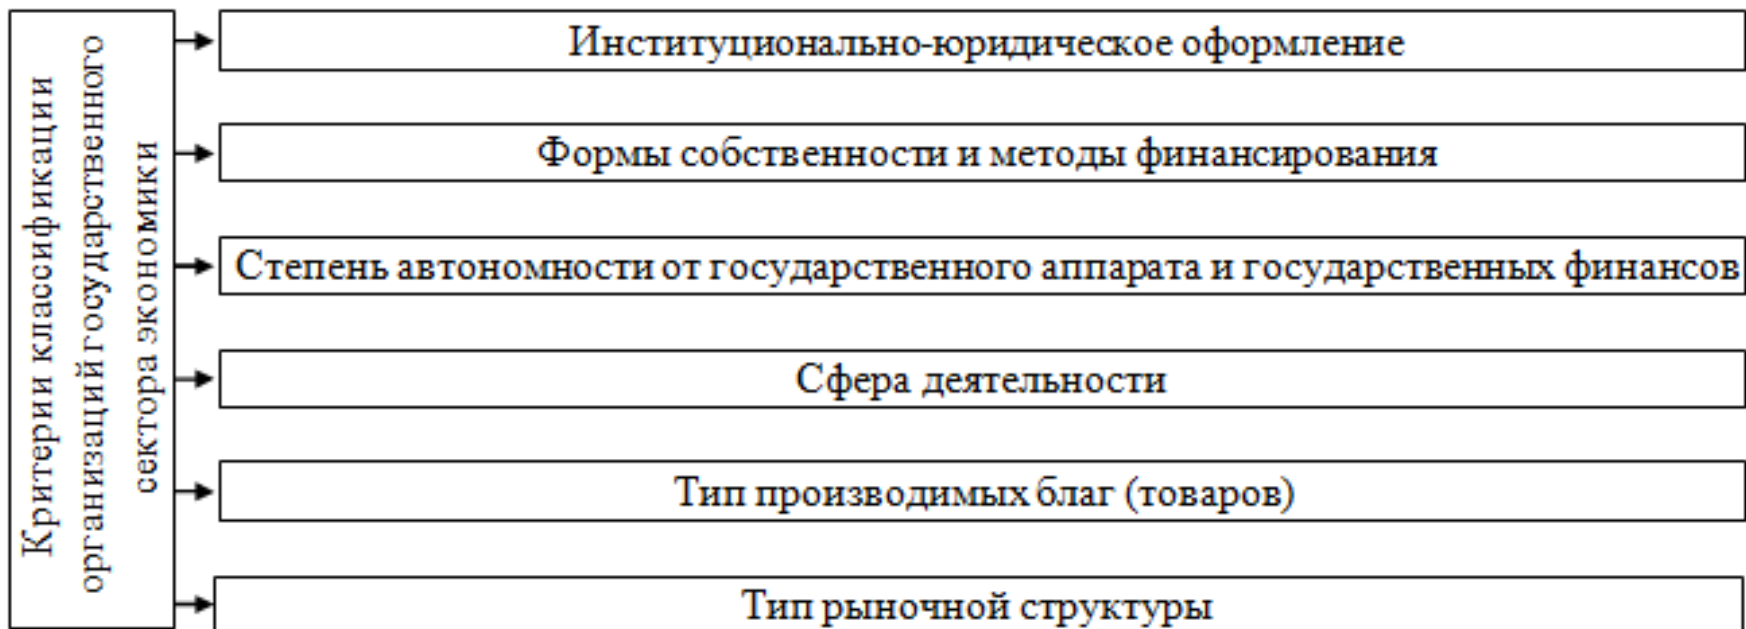 Критерии классификации
организаций государственного
сектора экономики
Институционально-юридическое оформление
Формы собственности и методы финансирования
Степень автономности от государственного аппарата и государственных финансов
Сфера деятельности
Тип производимых благ (товаров)
Тип рыночной структуры